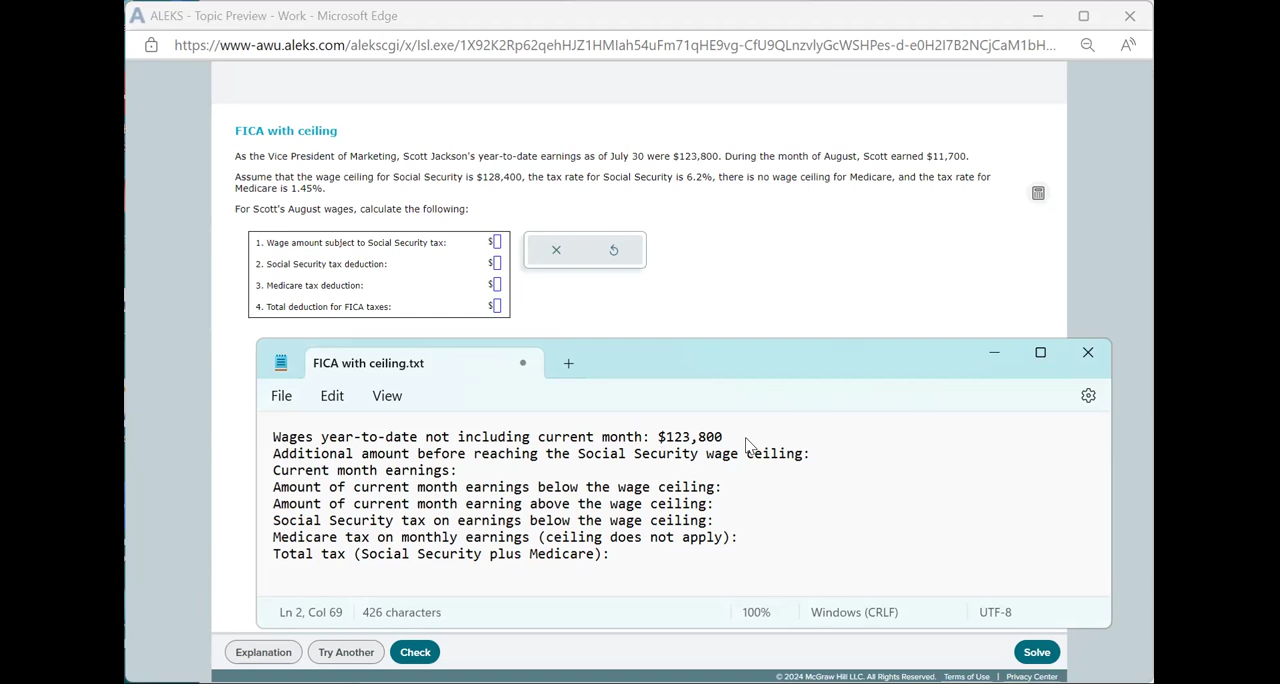 ALEKS - Topic Preview - Work - Microsoft Edge
https://www-awu.aleks.com/alekscgi/x/Isl.exe/1X92K2Rp62qehHJZ1HMIah54uFm71qHE9vg-CfU9QLnzvlyGcWSHPes-d-e0H2I7B2NCjCaM1bH...
FICA with ceiling
As the Vice President of Marketing, Scott Jackson's year-to-date earnings as of July 30 were $123,800. During the month of August, Scott earned $11,700.
Assume that the wage ceiling for Social Security is $128,400, the tax rate for Social Security is 6.2%, there is no wage ceiling for Medicare, and the tax rate for
Medicare is 1.45%.
For Scott's August wages, calculate the following:
1. Wage amount subject to Social Security tax: $
2. Social Security tax deduction: $
3. Medicare tax deduction: $
4. Total deduction for FICA taxes: $
FICA with ceiling.txt
File Edit View
Wages year-to-date not including current month: $123,800
Additional amount before reaching the Social Security wage ceiling:
Current month earnings:
Amount of current month earnings below the wage ceiling:
Amount of current month earning above the wage ceiling:
Social Security tax on earnings below the wage ceiling:
Medicare tax on monthly earnings (ceiling does not apply):
Total tax (Social Security plus Medicare):
Ln 2, Col 69 426 characters 100% Windows (CRLF) UTF-8
Explanation Try Another Check Solve
© 2024 McGraw Hill LLC. All Rights Reserved. Terms of Use | Privacy Center